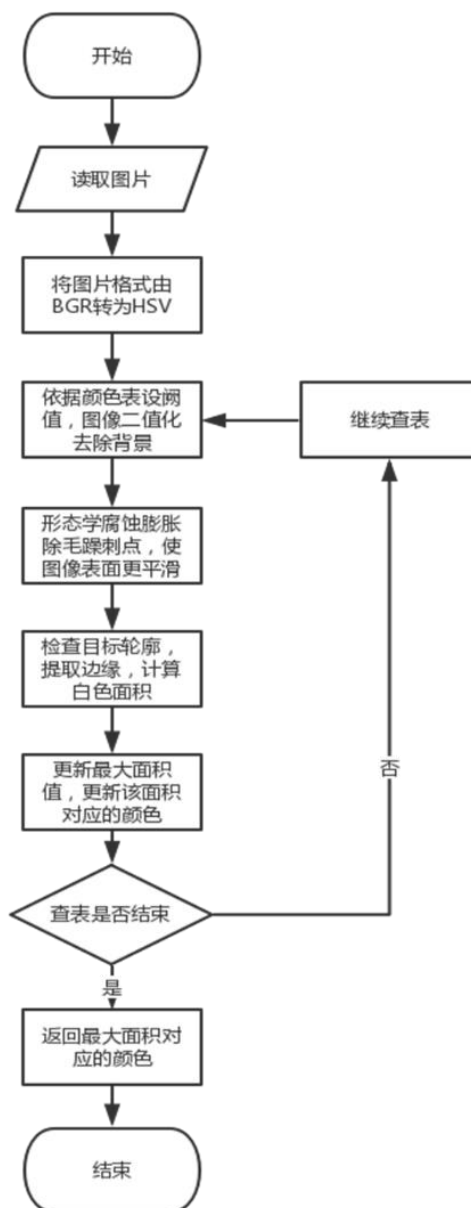 开始
读取图片
将图片格式由
BGR转为HSV
依据颜色表设阙
值，图像二值化
去除背景
继续查表
形态学腐蚀膨胀
除毛躁刺点，使
图像表面更平滑
检查目标轮廓，
提取边缘，计算
白色面积
更新最大面积
值，更新该面积
对应的颜色
否
查表是否结束
是
返回最大面积对
应的颜色
结束